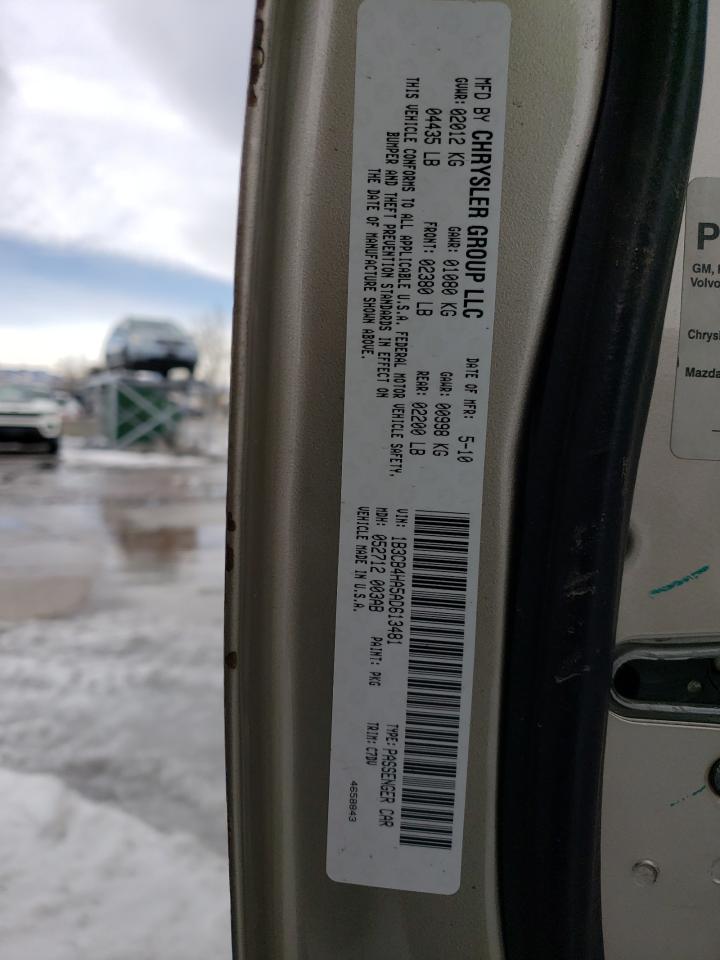 MFD BY CHRYSLER GROUP LLC
DATE OF MFR: 5-10
GVWR: 02012 KG
GAWR: 01080 KG
GAWR: 00998 KG
04435 LB
FRONT: 02380 LB
REAR: 02200 LB
THIS VEHICLE CONFORMS TO ALL APPLICABLE U.S.A. FEDERAL MOTOR VEHICLE SAFETY,
BUMPER AND THEFT PREVENTION STANDARDS IN EFFECT ON
THE DATE OF MANUFACTURE SHOWN ABOVE.
VIN: 1B3CB4HA5AD613481
TYPE: PASSENGER CAR
MDH: 052712 003AB
PAINT: PKG
TRIM: C7DV
VEHICLE MADE IN U.S.A.
4658843
P
GM,
Volvo
Chrys
Mazda